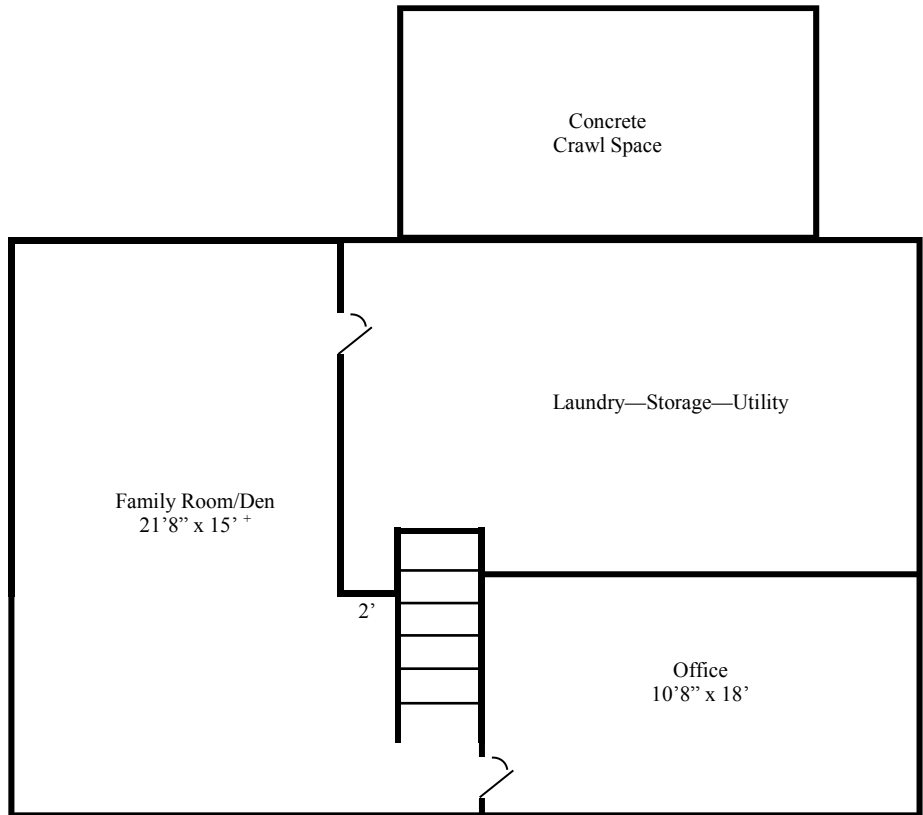 Concrete
Crawl Space
Laundry—Storage—Utility
Family Room/Den
21’8” x 15’ +
2’
Office
10’8” x 18’